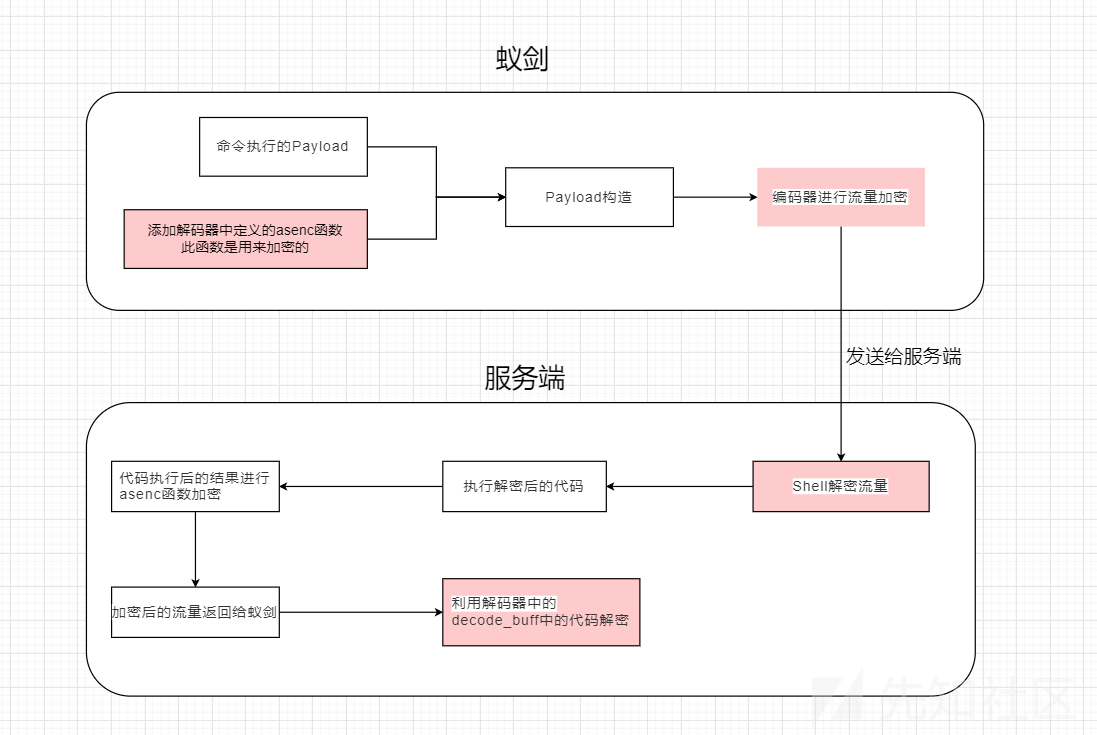 蚁剑
命令执行的Payload
添加解码器中定义的asenc函数
此函数是用来加密的
Payload构造
编码器进行流量加密
发送给服务端
服务端
代码执行后的结果进行
asenc函数加密
执行解密后的代码
Shell解密流量
加密后的流量返回给蚁剑
利用解码器中的
decode_buff中的代码解密
先知社区